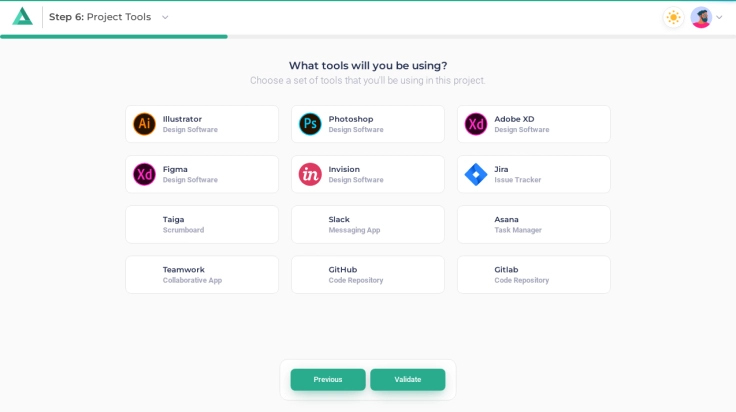 Step 6: Project Tools
What tools will you be using?
Choose a set of tools that you'll be using in this project.
Ai
Illustrator
Design Software
Ps
Photoshop
Design Software
Xd
Adobe XD
Design Software
Xd
Figma
Design Software
in
Invision
Design Software
Jira
Issue Tracker
Taiga
Scrumboard
Slack
Messaging App
Asana
Task Manager
Teamwork
Collaborative App
GitHub
Code Repository
Gitlab
Code Repository
Previous
Validate